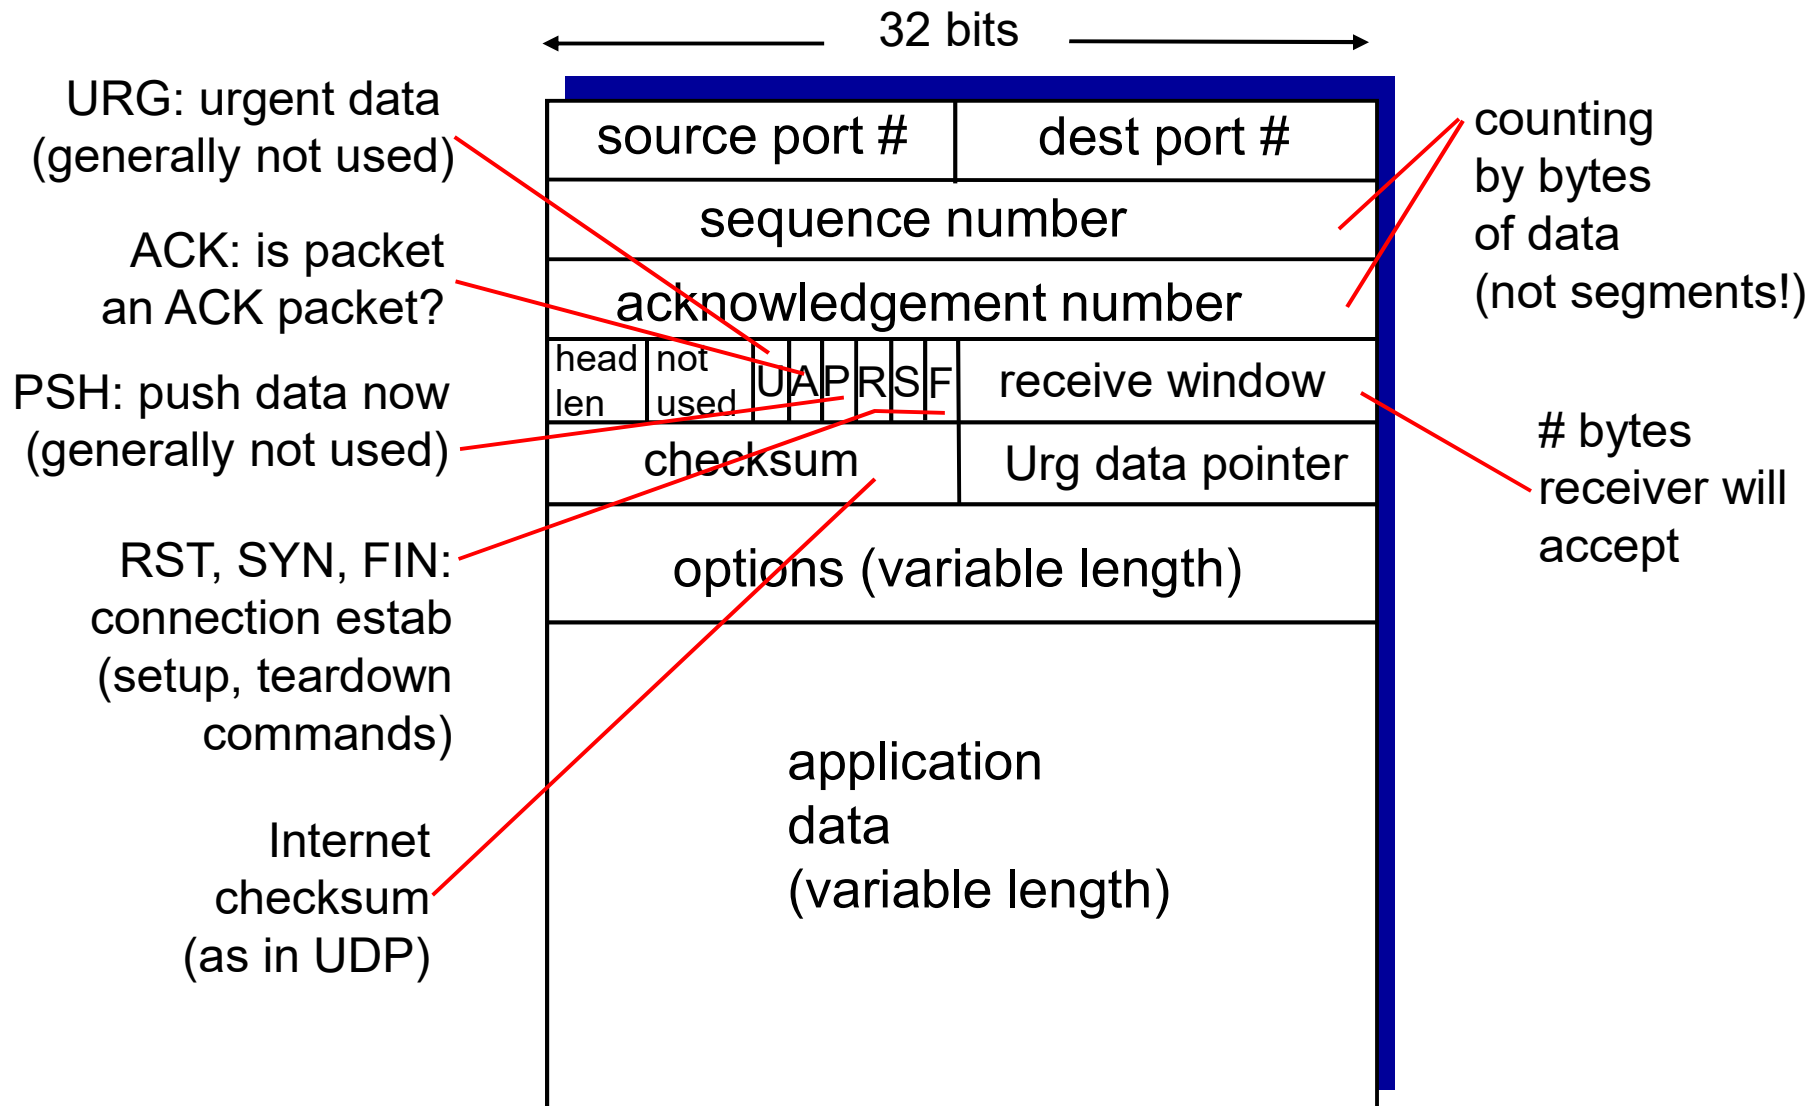 32 bits
URG: urgent data
(generally not used)
ACK: is packet
an ACK packet?
PSH: push data now
(generally not used)
RST, SYN, FIN:
connection estab
(setup, teardown
commands)
Internet
checksum
(as in UDP)
source port #
dest port #
sequence number
acknowledgement number
head
len
not
used
U
A
P
R
S
F
receive window
checksum
Urg data pointer
options (variable length)
application
data
(variable length)
counting
by bytes
of data
(not segments!)
# bytes
receiver will
accept